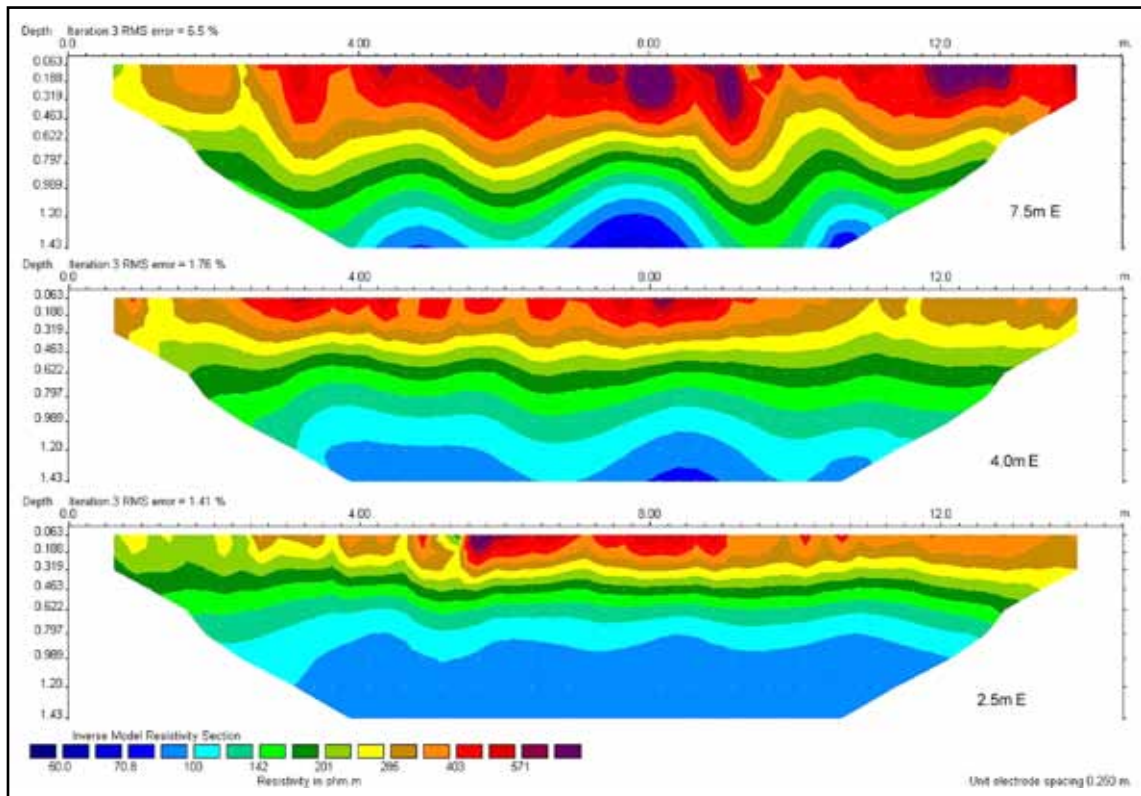 Depth Iteration 3 RMS error = 5.5 %
0.0 4.00 8.00 12.0 m.
0.063
0.188
0.319
0.463
0.622
0.797
0.989
1.20
1.43
7.5m E
Depth Iteration 3 RMS error = 1.76 %
0.0 4.00 8.00 12.0 m.
0.063
0.188
0.319
0.463
0.622
0.797
0.989
1.20
1.43
4.0m E
Depth Iteration 3 RMS error = 1.41 %
0.0 4.00 8.00 12.0 m.
0.063
0.188
0.319
0.463
0.622
0.797
0.989
1.20
1.43
2.5m E
Inverse Model Resistivity Section
50.0 70.8 100 142 201 285 403 571
Resistivity in ohm.m
Unit electrode spacing 0.250 m.